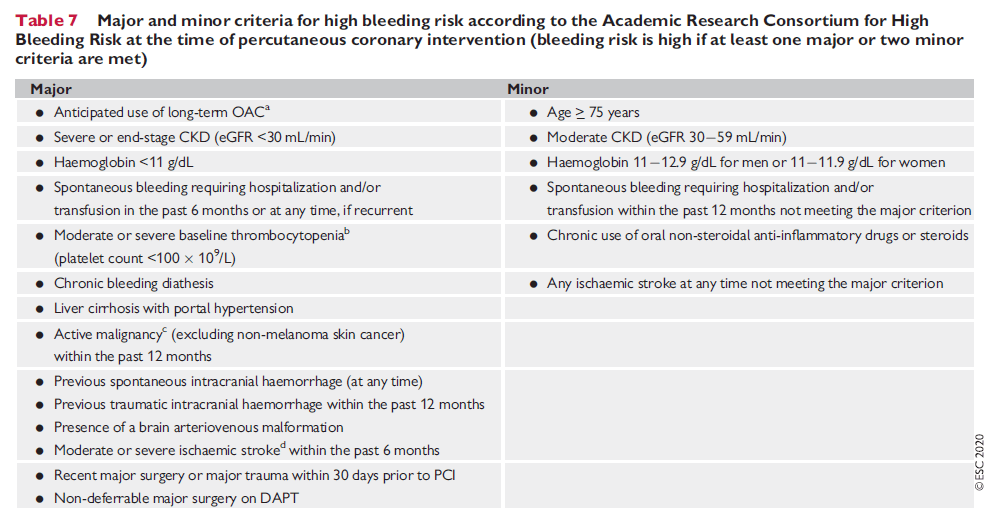 Table 7 Major and minor criteria for high bleeding risk according to the Academic Research Consortium for High
Bleeding Risk at the time of percutaneous coronary intervention (bleeding risk is high if at least one major or two minor
criteria are met)
Major Minor
● Anticipated use of long-term OACᵃ ● Age ≥ 75 years
● Severe or end-stage CKD (eGFR <30 mL/min) ● Moderate CKD (eGFR 30−59 mL/min)
● Haemoglobin <11 g/dL ● Haemoglobin 11−12.9 g/dL for men or 11−11.9 g/dL for women
● Spontaneous bleeding requiring hospitalization and/or ● Spontaneous bleeding requiring hospitalization and/or
transfusion in the past 6 months or at any time, if recurrent transfusion within the past 12 months not meeting the major criterion
● Moderate or severe baseline thrombocytopeniaᵇ ● Chronic use of oral non-steroidal anti-inflammatory drugs or steroids
(platelet count <100 × 10⁹/L)
● Chronic bleeding diathesis ● Any ischaemic stroke at any time not meeting the major criterion
● Liver cirrhosis with portal hypertension
● Active malignancyᶜ (excluding non-melanoma skin cancer)
within the past 12 months
● Previous spontaneous intracranial haemorrhage (at any time)
● Previous traumatic intracranial haemorrhage within the past 12 months
● Presence of a brain arteriovenous malformation
● Moderate or severe ischaemic strokeᵈ within the past 6 months
● Recent major surgery or major trauma within 30 days prior to PCI
● Non-deferrable major surgery on DAPT
© ESC 2020